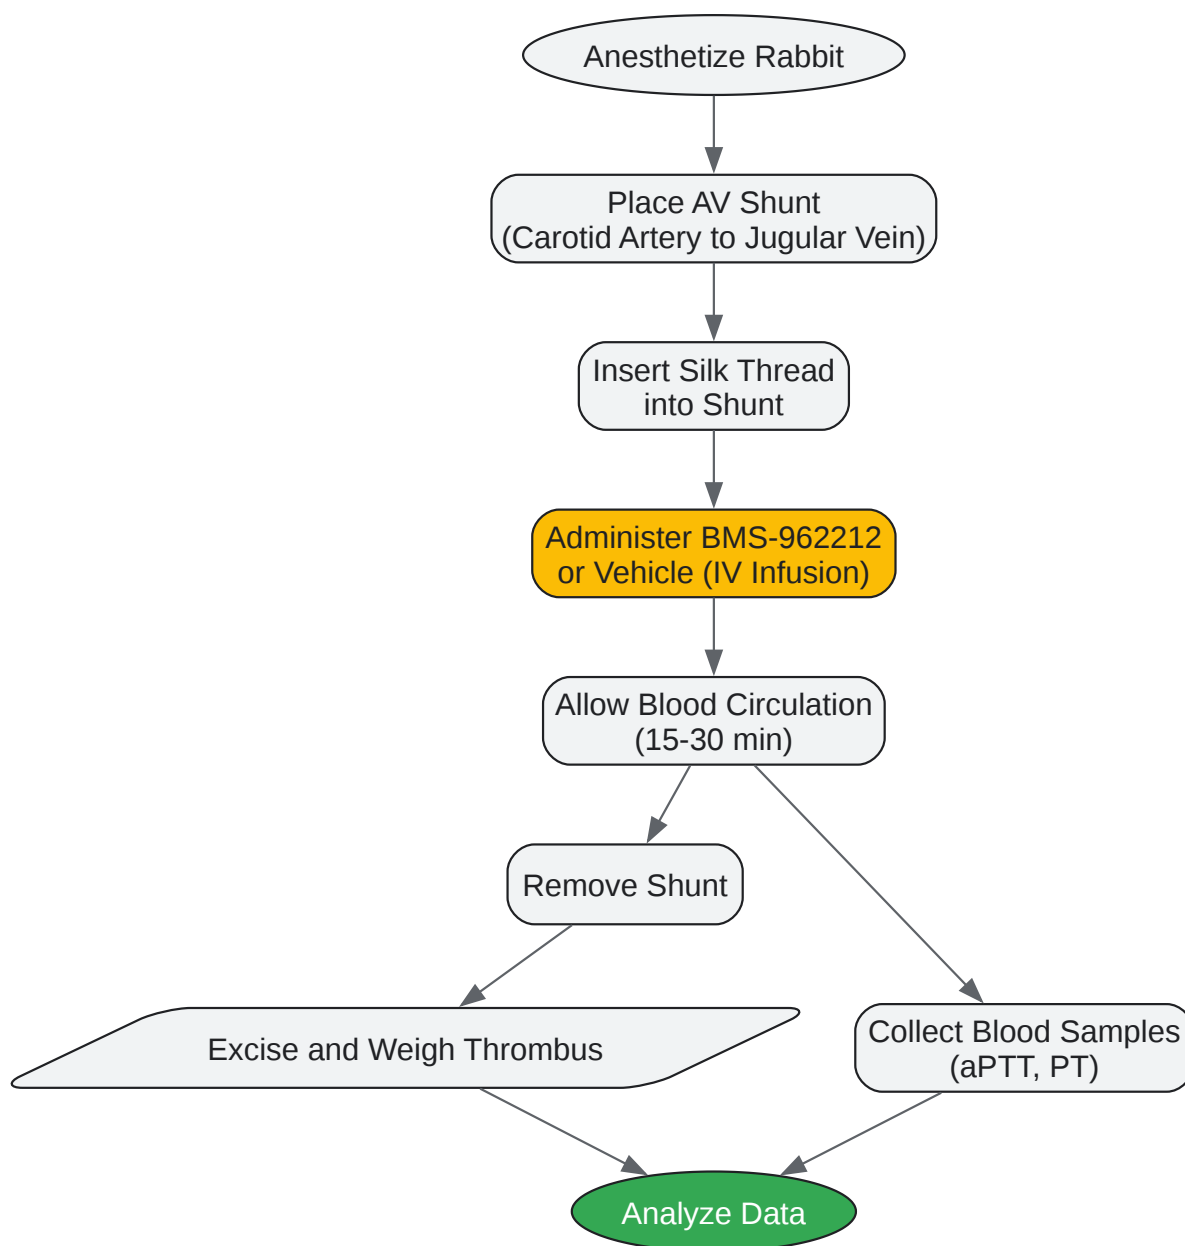 Anesthetize Rabbit
Place AV Shunt
(Carotid Artery to Jugular Vein)
Insert Silk Thread
into Shunt
Administer BMS-962212
or Vehicle (IV Infusion)
Allow Blood Circulation
(15-30 min)
Remove Shunt
Excise and Weigh Thrombus
Collect Blood Samples
(aPTT, PT)
Analyze Data